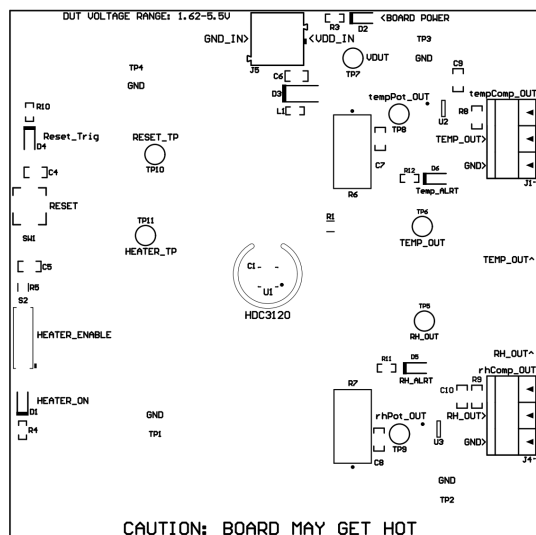 DUT VOLTAGE RANGE: 1.62-5.5V
R3
D2
<BOARD POWER
GND_IN>
<VDD_IN
J5
TP3
GND
VDUT
TP7
TP4
GND
C6
D3
L1
C9
tempPot_OUT
TP8
U2
R8
tempComp_OUT
TEMP_OUT>
GND>
J1
R10
Reset_Trig
D4
RESET_TP
TP10
C7
R6
C4
R12
D6
Temp_ALRT
RESET
SW1
TP11
HEATER_TP
R1
TP6
TEMP_OUT
C5
C1
U1
HDC3120
TEMP_OUT^
R5
S2
HEATER_ENABLE
TP5
RH_OUT
RH_OUT^
R11
D5
RH_ALRT
rhComp_OUT
C10
R9
R7
HEATER_ON
D1
R4
GND
TP1
rhPot_OUT
TP9
C8
U3
RH_OUT>
GND>
J4
GND
TP2
CAUTION: BOARD MAY GET HOT